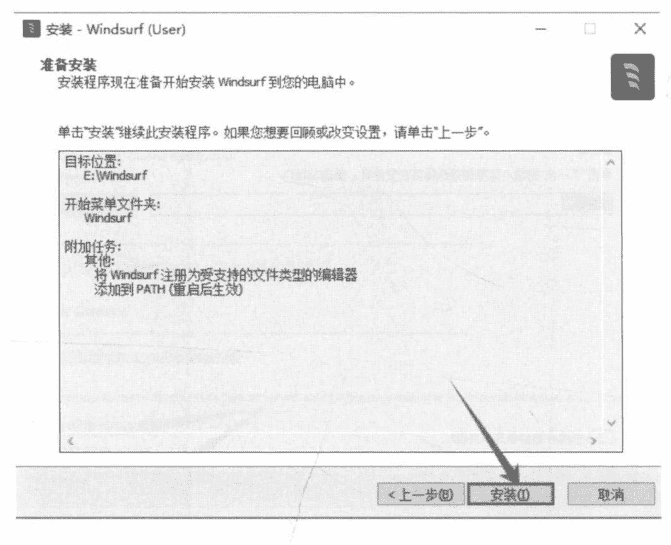 安装 - Windsurf (User)
准备安装
安装程序现在准备开始安装 Windsurf 到您的电脑中。
单击"安装"继续此安装程序。如果您想要回顾或改变设置，请单击"上一步"。
目标位置:
E:\Windsurf
开始菜单文件夹:
Windsurf
附加任务:
其他:
将 Windsurf 注册为受支持的文件类型的编辑器
添加到 PATH (重启后生效)
<上一步(B) 安装(I) 取消